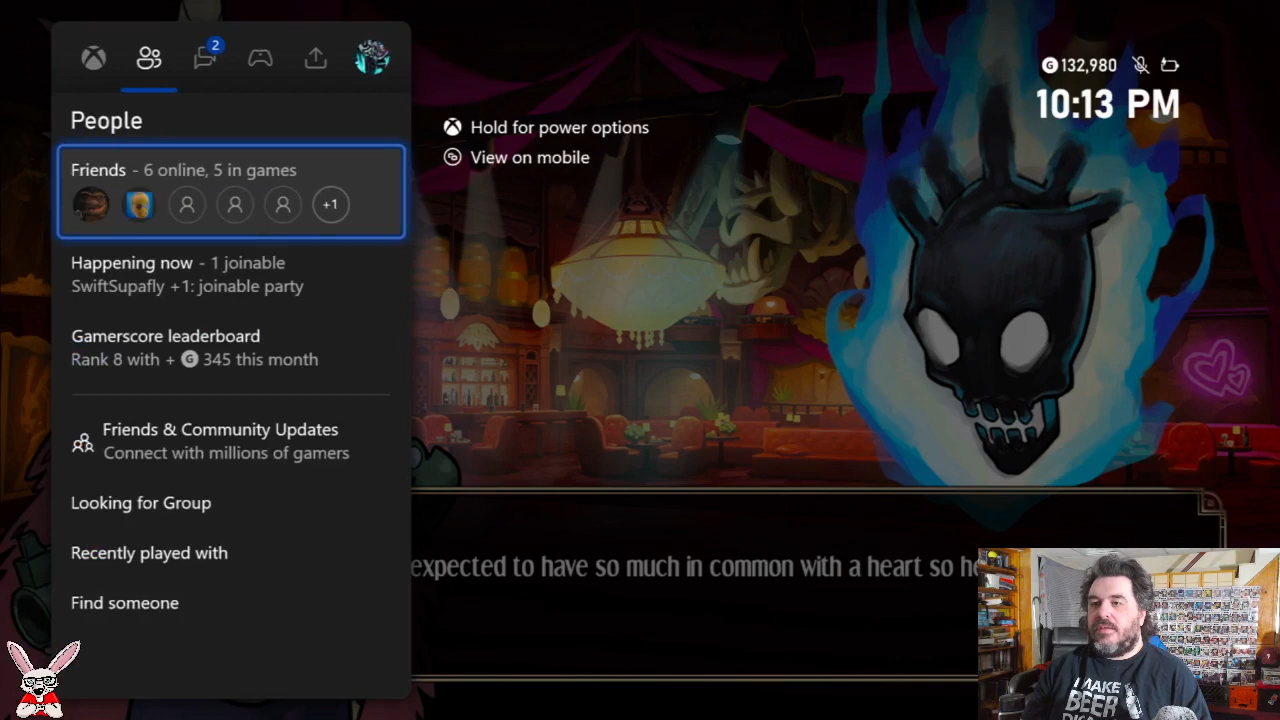 2
People
Friends - 6 online, 5 in games
+1
Happening now - 1 joinable
SwiftSupafly +1: joinable party
Gamerscore leaderboard
Rank 8 with + G 345 this month
Friends & Community Updates
Connect with millions of gamers
Looking for Group
Recently played with
Find someone
Hold for power options
View on mobile
G 132,980
10:13 PM
expected to have so much in common with a heart so
MAKE
BEER